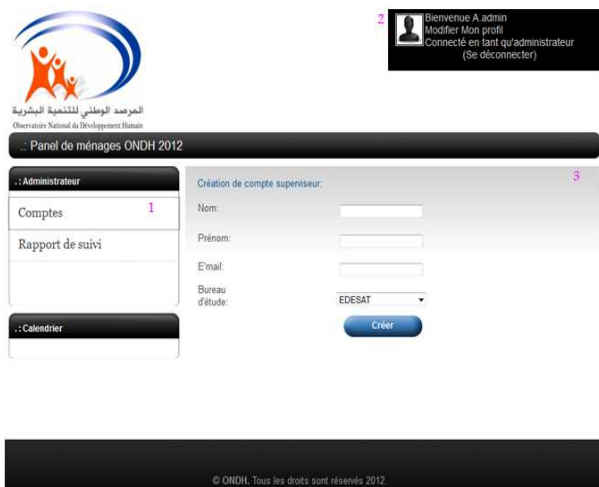 2
Bienvenue A.admin
Modifier Mon profil
Connecté en tant qu'administrateur
(Se déconnecter)
المرصد الوطني للتنمية البشرية
Observatoire National du Développement Humain
.: Panel de ménages ONDH 2012
.: Administrateur
Comptes
1
Rapport de suivi
.: Calendrier
3
Création de compte superviseur:
Nom:
Prénom:
E'mail:
Bureau
d'étude:
EDESAT
Créer
© ONDH. Tous les droits sont réservés 2012.